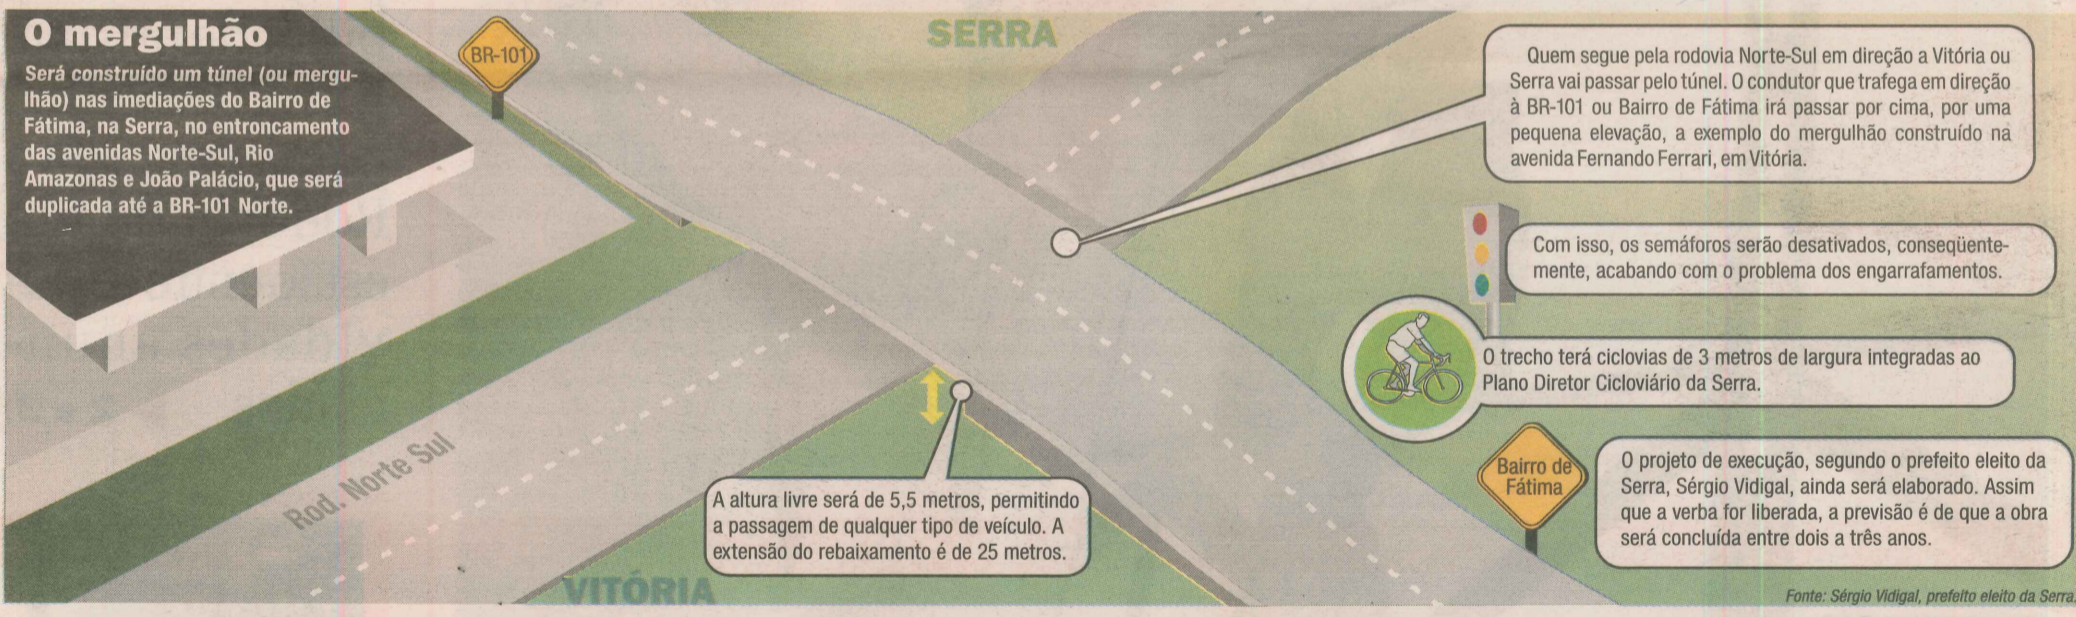 O mergulhão
Será construído um túnel (ou mergu-
lhão) nas imediações do Bairro de
Fátima, na Serra, no entroncamento
das avenidas Norte-Sul, Rio
Amazonas e João Palácio, que será
duplicada até a BR-101 Norte.
BR-101
SERRA
Quem segue pela rodovia Norte-Sul em direção a Vitória ou
Serra vai passar pelo túnel. O condutor que trafega em direção
à BR-101 ou Bairro de Fátima irá passar por cima, por uma
pequena elevação, a exemplo do mergulhão construído na
avenida Fernando Ferrari, em Vitória.
Com isso, os semáforos serão desativados, conseqüente-
mente, acabando com o problema dos engarrafamentos.
O trecho terá ciclovias de 3 metros de largura integradas ao
Plano Diretor Cicloviário da Serra.
Bairro de
Fátima
O projeto de execução, segundo o prefeito eleito da
Serra, Sérgio Vidigal, ainda será elaborado. Assim
que a verba for liberada, a previsão é de que a obra
será concluída entre dois a três anos.
Rod. Norte Sul
A altura livre será de 5,5 metros, permitindo
a passagem de qualquer tipo de veículo. A
extensão do rebaixamento é de 25 metros.
VITÓRIA
Fonte: Sérgio Vidigal, prefeito eleito da Serra.